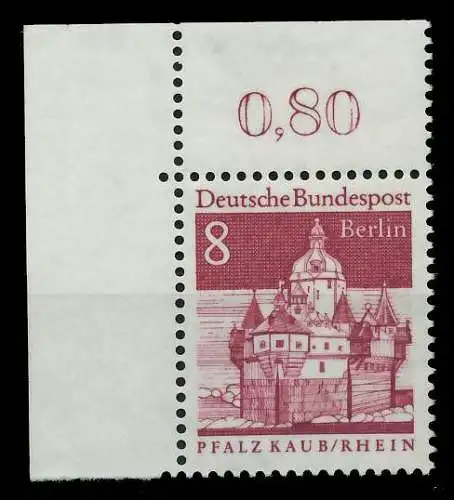 0,80
Deutsche Bundespost
8 Berlin
PFALZ KAUB/RHEIN